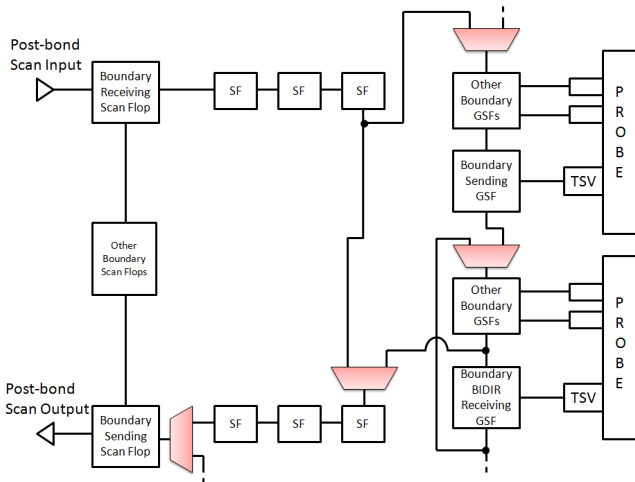 Post-bond
Scan Input
Boundary
Receiving
Scan Flop
SF
SF
SF
Other
Boundary
GSFs
P
R
O
B
E
Boundary
Sending
GSF
TSV
Other
Boundary
Scan Flops
Other
Boundary
GSFs
P
R
O
B
E
Boundary
BIDIR
Receiving
GSF
TSV
Post-bond
Scan Output
Boundary
Sending
Scan Flop
SF
SF
SF